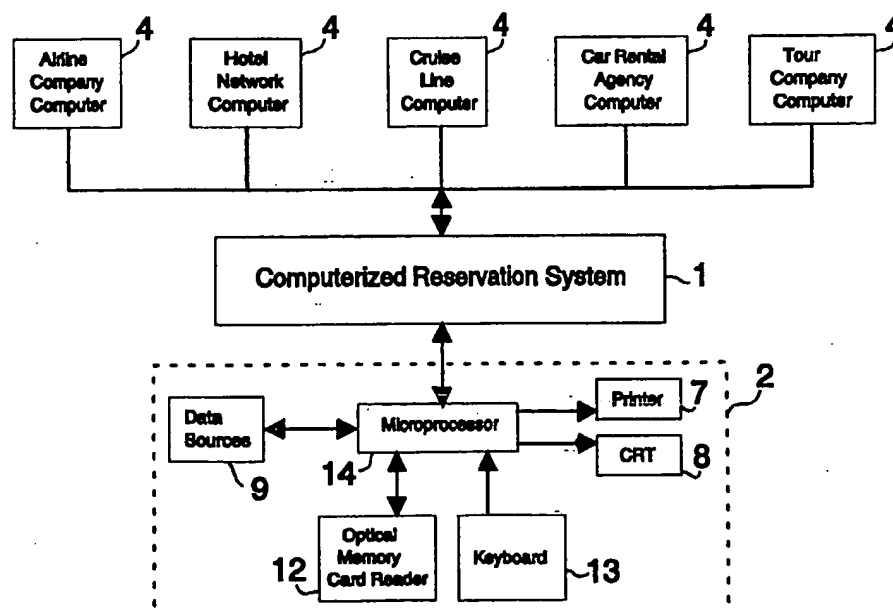 4 4 4 4 4
Airline
Company
Computer
Hotel
Network
Computer
Cruise
Line
Computer
Car Rental
Agency
Computer
Tour
Company
Computer
Computerized Reservation System
1
2
Data
Sources
9
Microprocessor
14
Printer
7
CRT
8
Optical
Memory
Card Reader
12
Keyboard
13